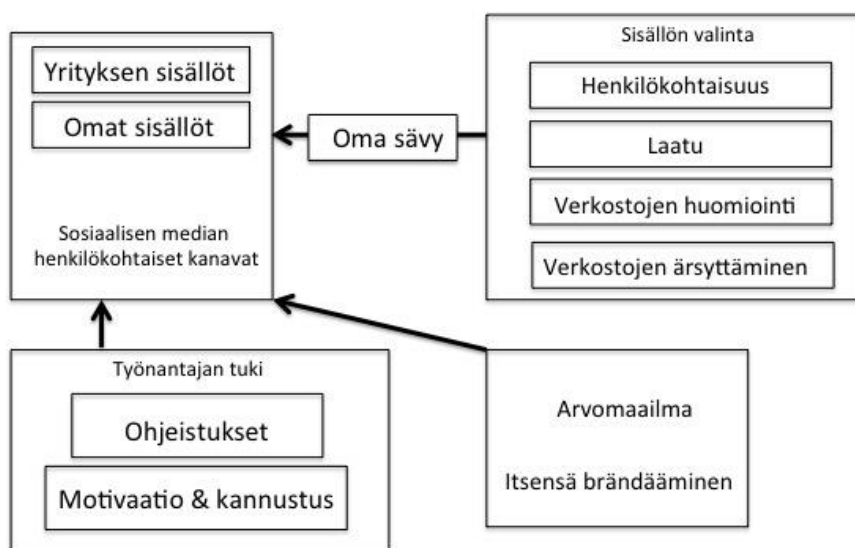 Yrityksen sisällöt
Omat sisällöt
Sosiaalisen median
henkilökohtaiset kanavat
Oma sävy
Sisällön valinta
Henkilökohtaisuus
Laatu
Verkostojen huomiointi
Verkostojen ärsyttäminen
Työnantajan tuki
Ohjeistukset
Motivaatio & kannustus
Arvomaailma
Itsensä brändääminen